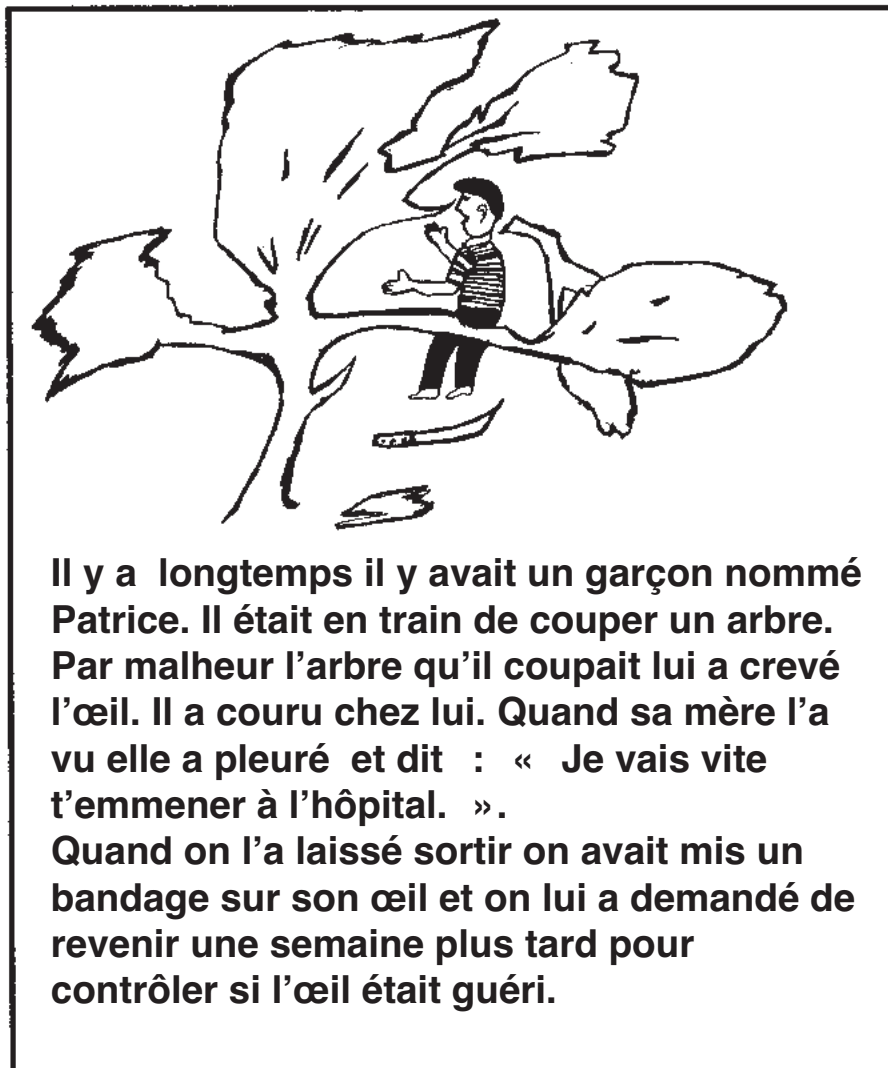 Il y a longtemps il y avait un garçon nommé
Patrice. Il était en train de couper un arbre.
Par malheur l’arbre qu’il coupait lui a crevé
l’œil. Il a couru chez lui. Quand sa mère l’a
vu elle a pleuré et dit : « Je vais vite
t’emmener à l’hôpital. ».
Quand on l’a laissé sortir on avait mis un
bandage sur son œil et on lui a demandé de
revenir une semaine plus tard pour
contrôler si l’œil était guéri.